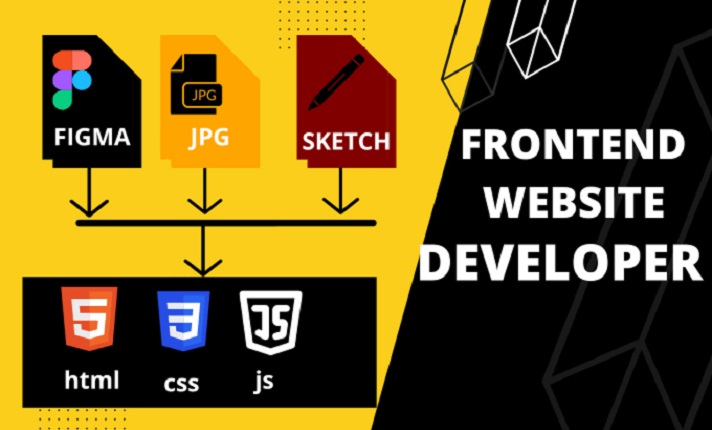 FIGMA
JPG
JPG
SKETCH
FRONTEND
WEBSITE
DEVELOPER
5
3
JS
html
css
js